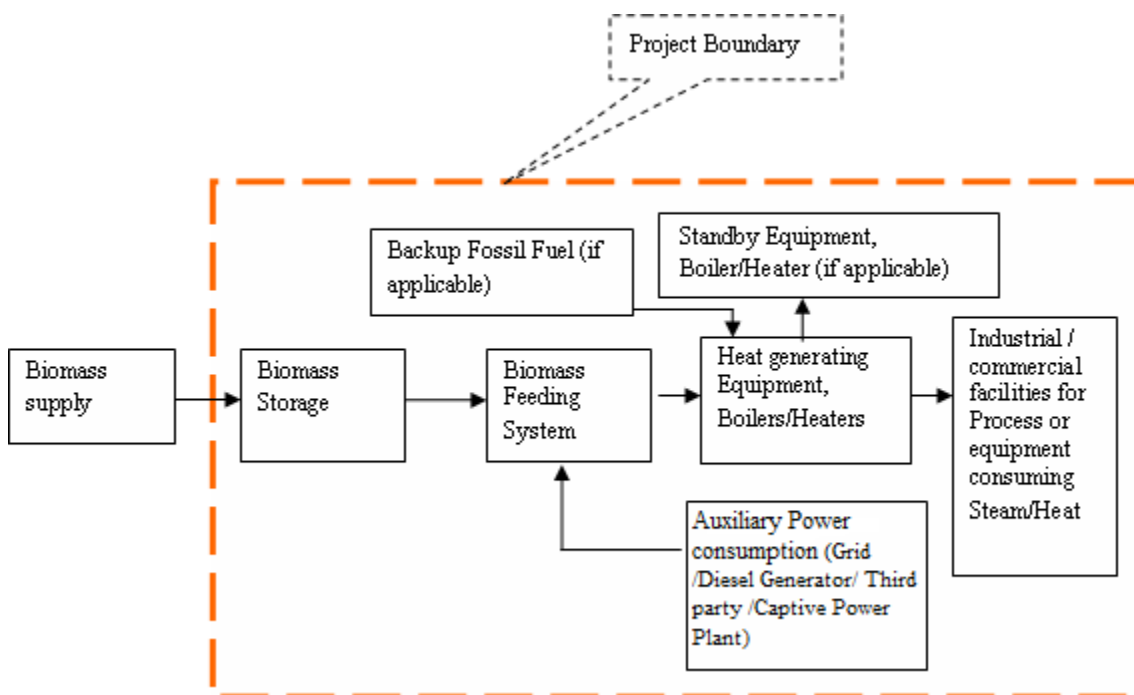 Project Boundary
Backup Fossil Fuel (if
applicable)
Standby Equipment,
Boiler/Heater (if applicable)
Biomass
supply
Biomass
Storage
Biomass
Feeding
System
Heat generating
Equipment,
Boilers/Heaters
Industrial /
commercial
facilities for
Process or
equipment
consuming
Steam/Heat
Auxiliary Power
consumption (Grid
/Diesel Generator/ Third
party /Captive Power
Plant)